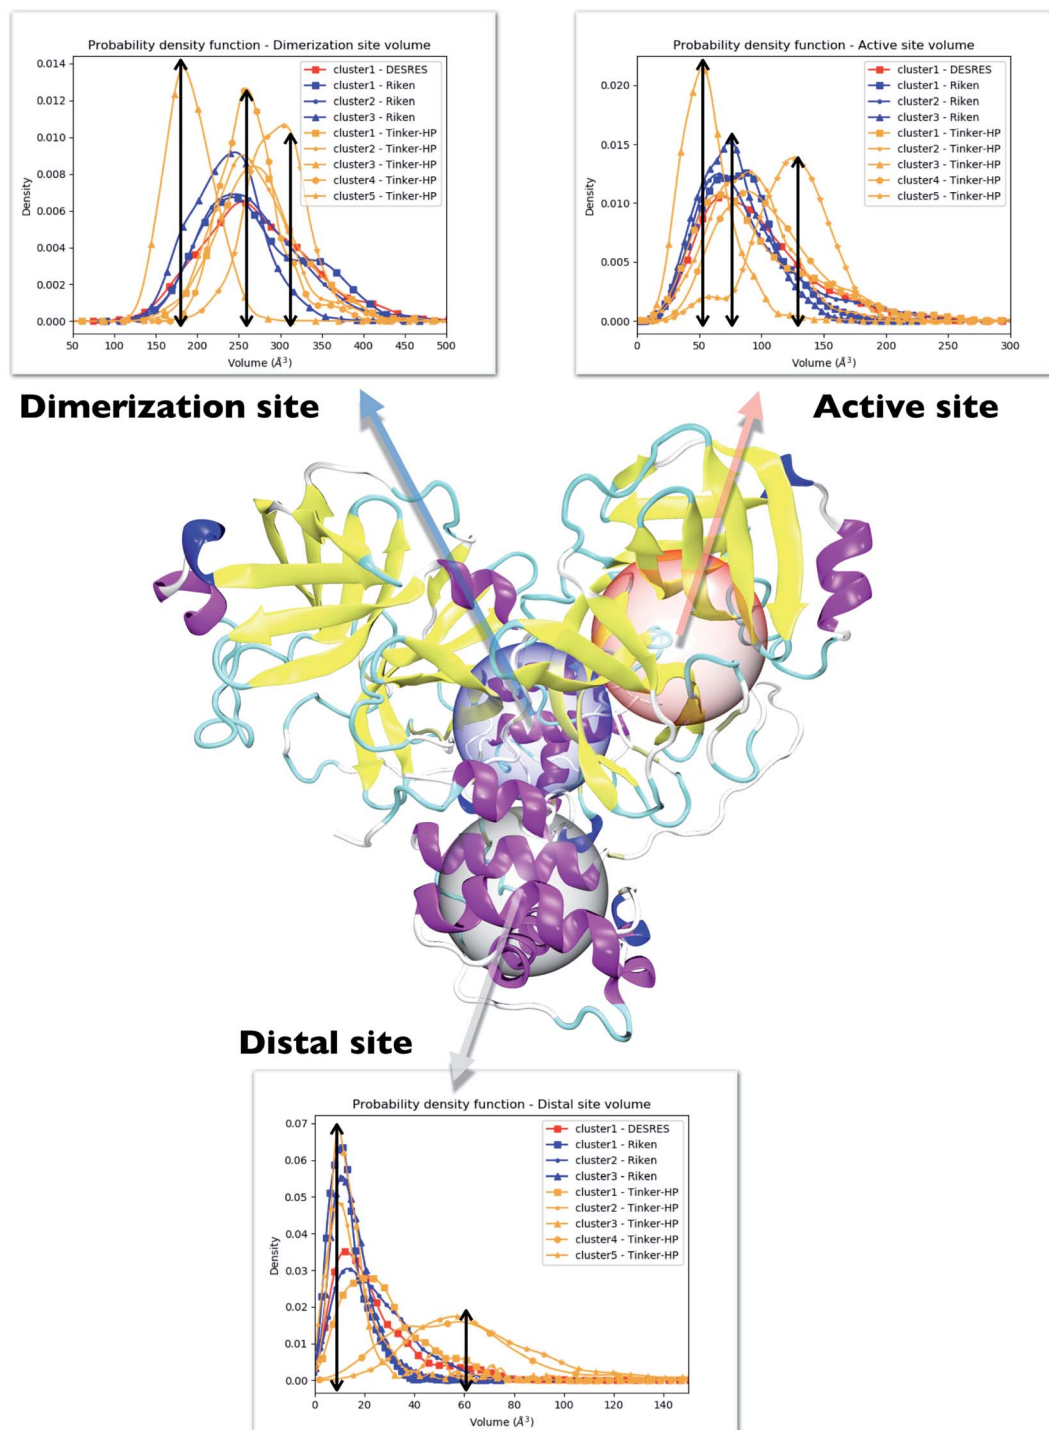 Probability density function - Dimerization site volume
0.014
0.012
0.010
0.008
0.006
0.004
0.002
0.000
Density
cluster1 - DESRES
cluster1 - Riken
cluster2 - Riken
cluster3 - Riken
cluster1 - Tinker-HP
cluster2 - Tinker-HP
cluster3 - Tinker-HP
cluster4 - Tinker-HP
cluster5 - Tinker-HP
50 100 150 200 250 300 350 400 450 500
Volume (Å³)
Probability density function - Active site volume
0.020
0.015
0.010
0.005
0.000
Density
cluster1 - DESRES
cluster1 - Riken
cluster2 - Riken
cluster3 - Riken
cluster1 - Tinker-HP
cluster2 - Tinker-HP
cluster3 - Tinker-HP
cluster4 - Tinker-HP
cluster5 - Tinker-HP
0 50 100 150 200 250 300
Volume (Å³)
Dimerization site
Active site
Distal site
Probability density function - Distal site volume
0.07
0.06
0.05
0.04
0.03
0.02
0.01
0.00
Density
cluster1 - DESRES
cluster1 - Riken
cluster2 - Riken
cluster3 - Riken
cluster1 - Tinker-HP
cluster2 - Tinker-HP
cluster3 - Tinker-HP
cluster4 - Tinker-HP
cluster5 - Tinker-HP
0 20 40 60 80 100 120 140
Volume (Å³)